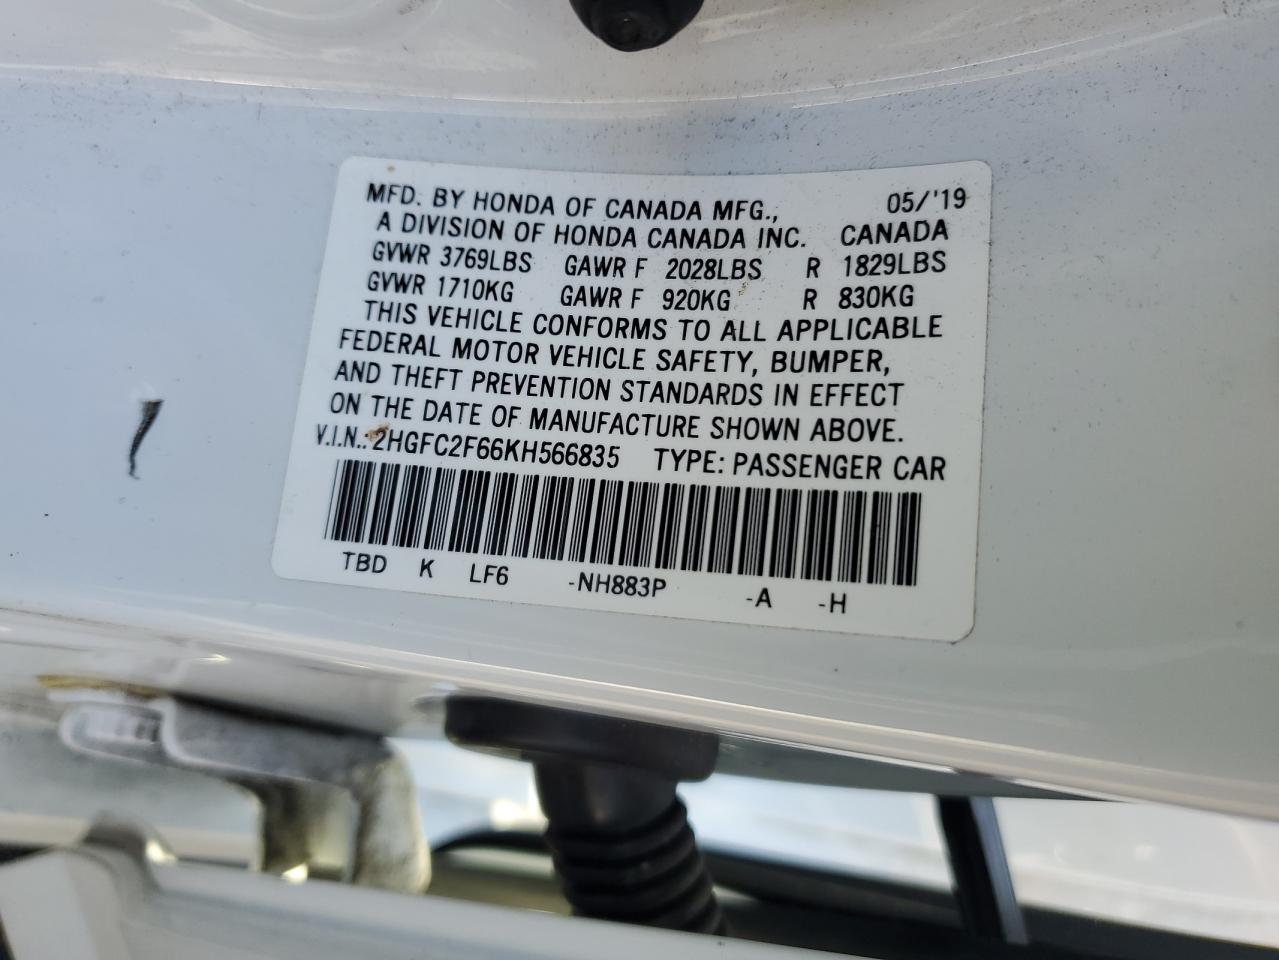 MFD. BY HONDA OF CANADA MFG., 05/'19
A DIVISION OF HONDA CANADA INC. CANADA
GVWR 3769LBS GAWR F 2028LBS R 1829LBS
GVWR 1710KG GAWR F 920KG R 830KG
THIS VEHICLE CONFORMS TO ALL APPLICABLE
FEDERAL MOTOR VEHICLE SAFETY, BUMPER,
AND THEFT PREVENTION STANDARDS IN EFFECT
ON THE DATE OF MANUFACTURE SHOWN ABOVE.
V.I.N.: 2HGFC2F66KH566835 TYPE: PASSENGER CAR
TBD K LF6 -NH883P -A -H